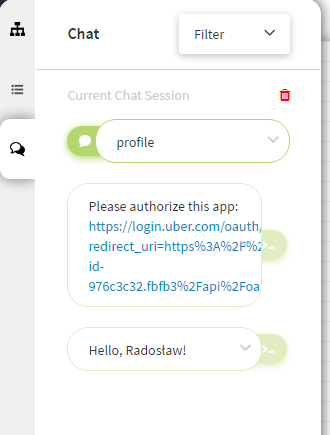 Chat
Filter
Current Chat Session
profile
Please authorize this app:
https://login.uber.com/oauth/
redirect_uri=https%3A%2F%2
id-
976c3c32.fbfb3%2Fapi%2Foa
Hello, Radosław!